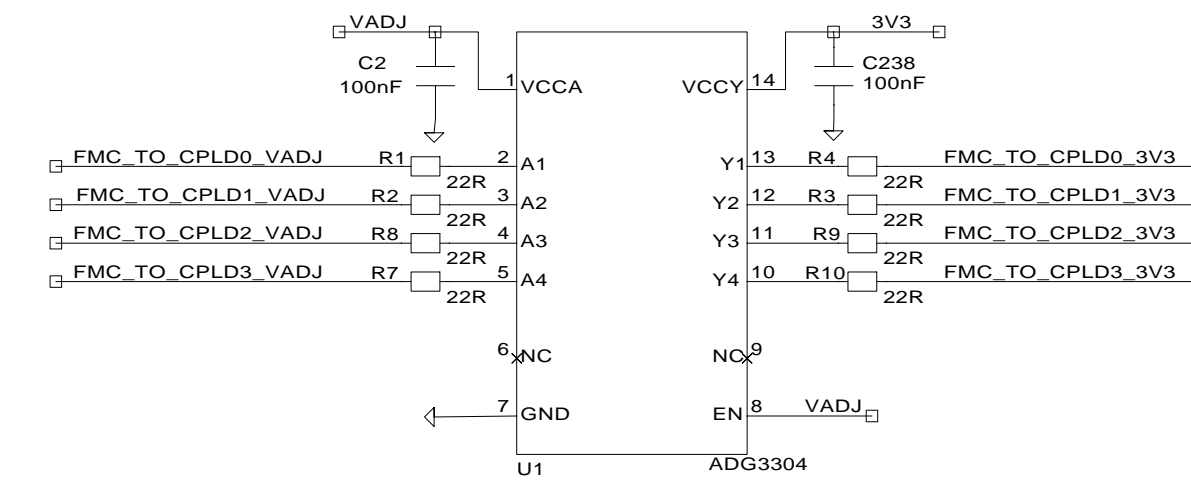 VADJ 3V3
C2 C238
100nF 100nF
1 VCCA VCCY 14
FMC_TO_CPLD0_VADJ R1 2 A1 Y1 13 R4 FMC_TO_CPLD0_3V3
22R 22R
FMC_TO_CPLD1_VADJ R2 3 A2 Y2 12 R3 FMC_TO_CPLD1_3V3
22R 22R
FMC_TO_CPLD2_VADJ R8 4 A3 Y3 11 R9 FMC_TO_CPLD2_3V3
22R 22R
FMC_TO_CPLD3_VADJ R7 5 A4 Y4 10 R10 FMC_TO_CPLD3_3V3
22R 22R
6 NC NC 9
7 GND EN 8 VADJ
U1 ADG3304